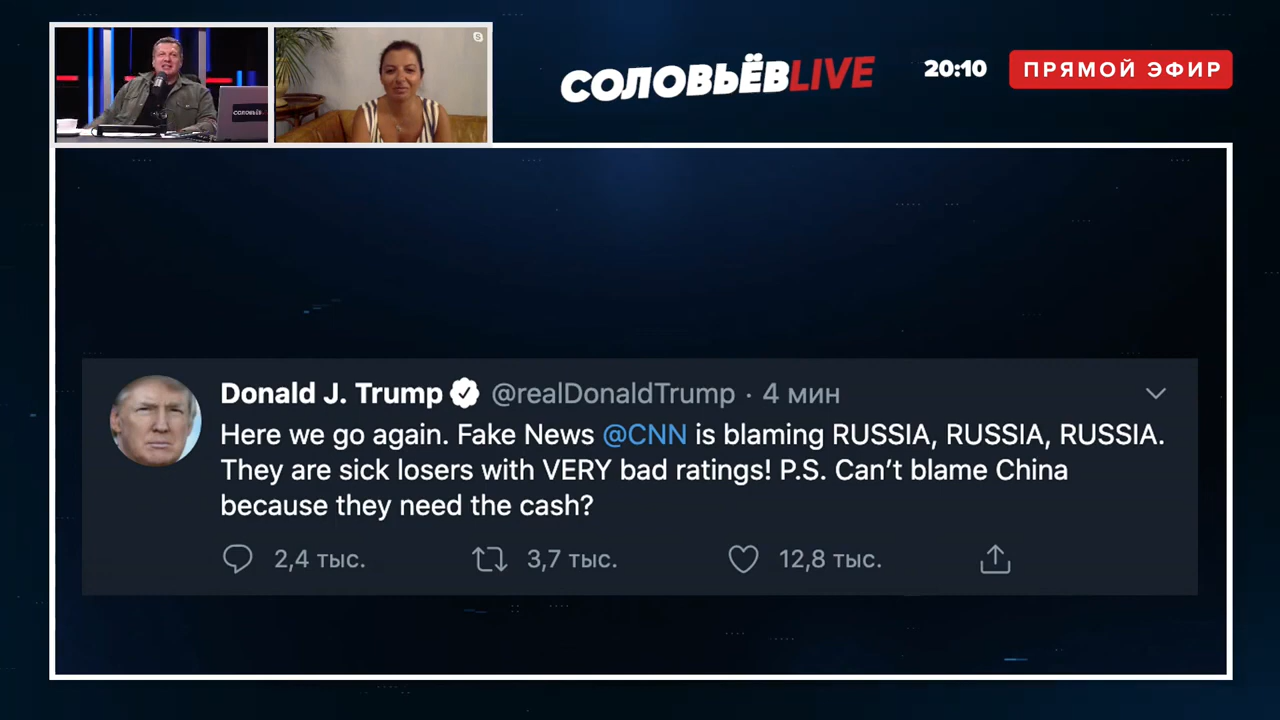 СОЛОВЬЁВLIVE
20:10
ПРЯМОЙ ЭФИР
СОЛОВЬЁВ
Donald J. Trump @realDonaldTrump · 4 мин
Here we go again. Fake News @CNN is blaming RUSSIA, RUSSIA, RUSSIA.
They are sick losers with VERY bad ratings! P.S. Can’t blame China
because they need the cash?
2,4 тыс. 3,7 тыс. 12,8 тыс.